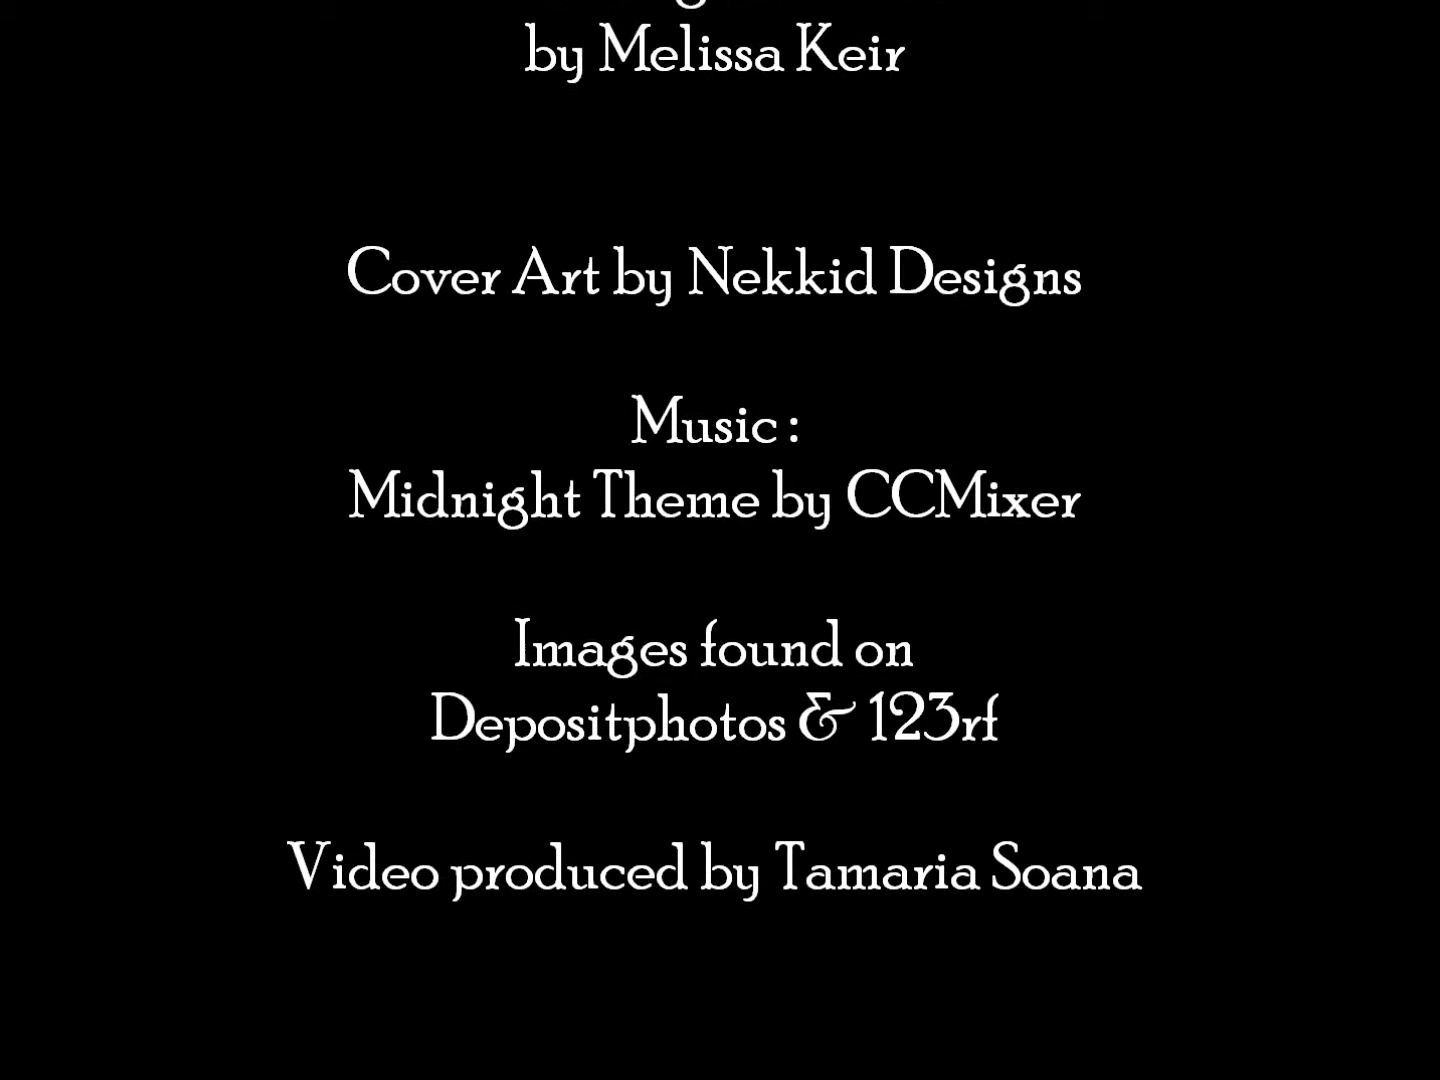 by Melissa Keir
Cover Art by Nekkid Designs
Music :
Midnight Theme by CCMixer
Images found on
Depositphotos & 123rf
Video produced by Tamaria Soana